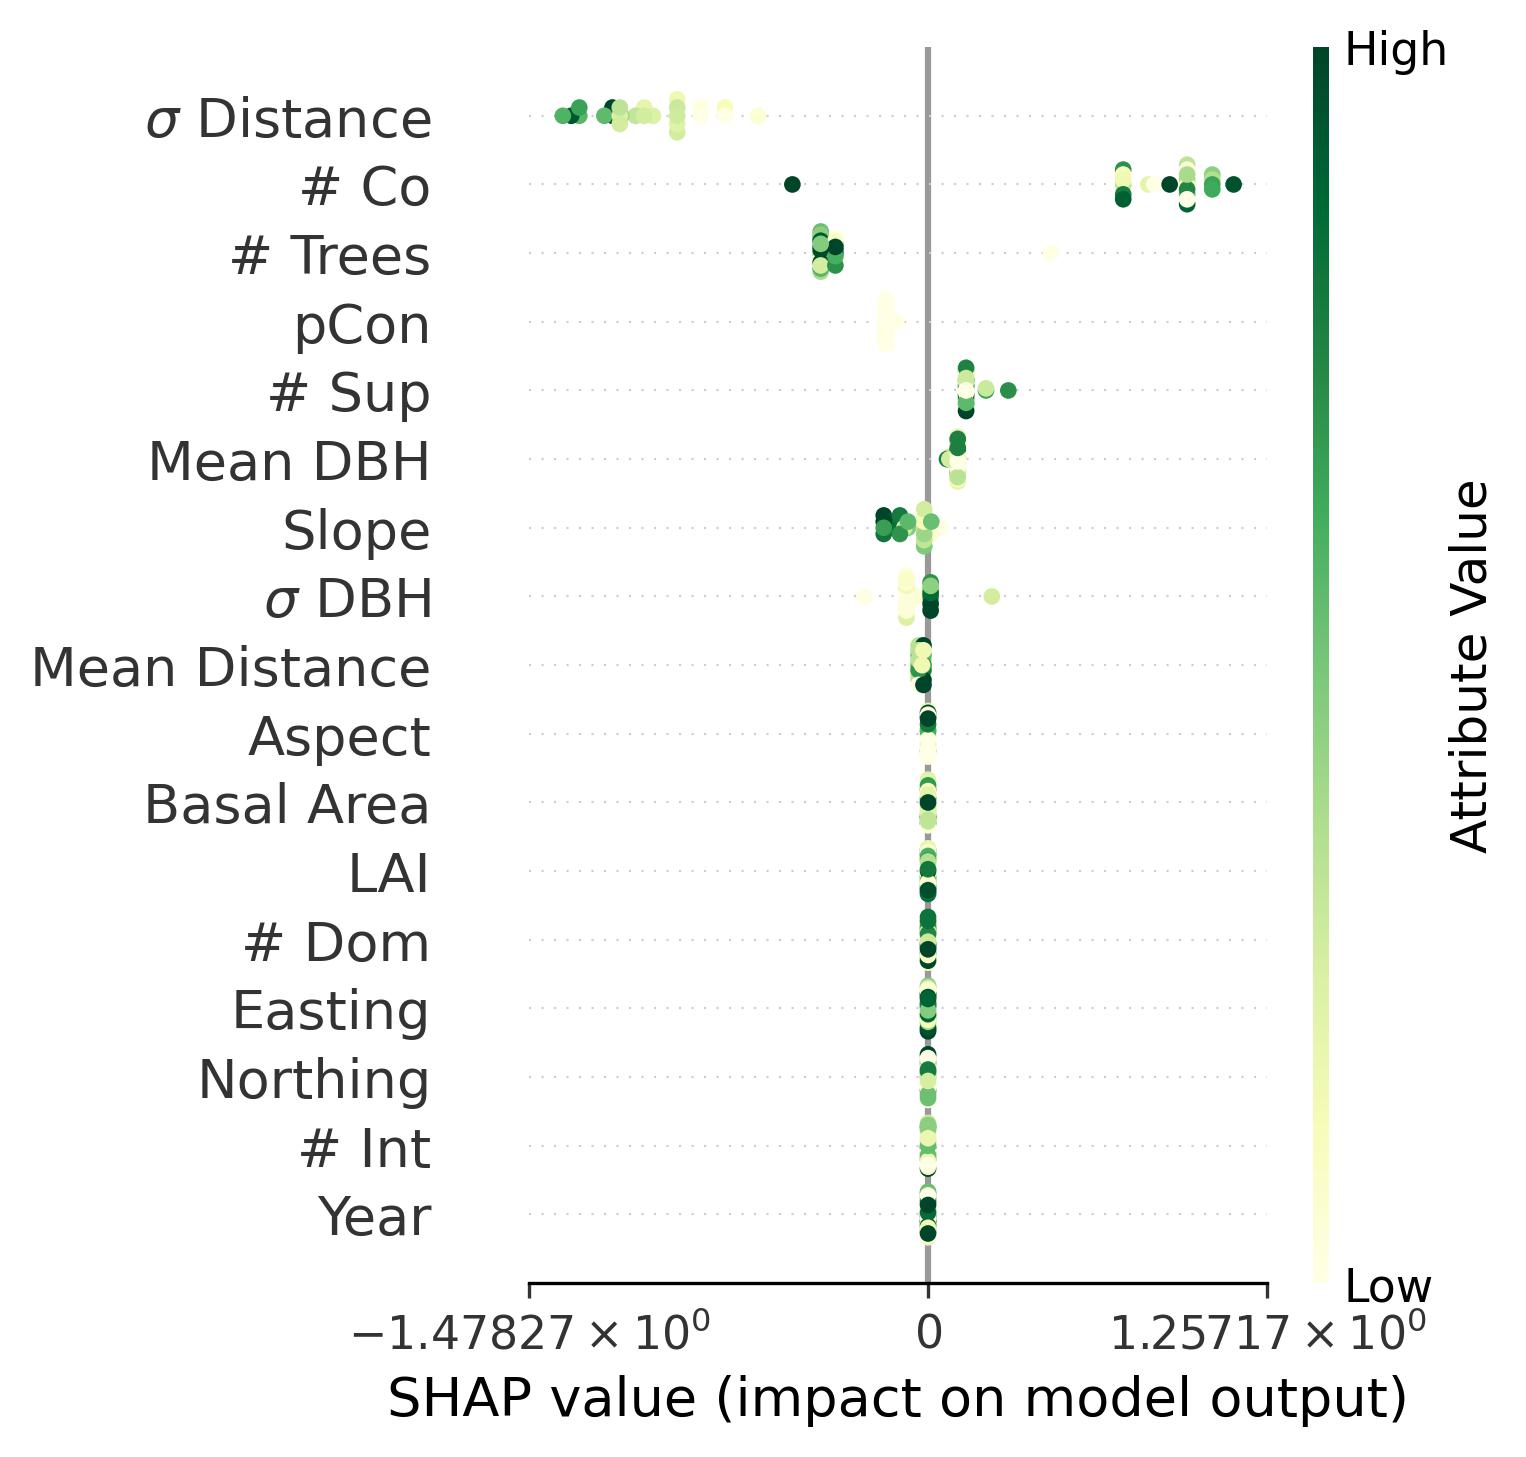 High
σ Distance
# Co
# Trees
pCon
# Sup
Mean DBH
Slope
σ DBH
Mean Distance
Aspect
Basal Area
LAI
# Dom
Easting
Northing
# Int
Year
Attribute Value
Low
−1.47827 × 10⁰ 0 1.25717 × 10⁰
SHAP value (impact on model output)